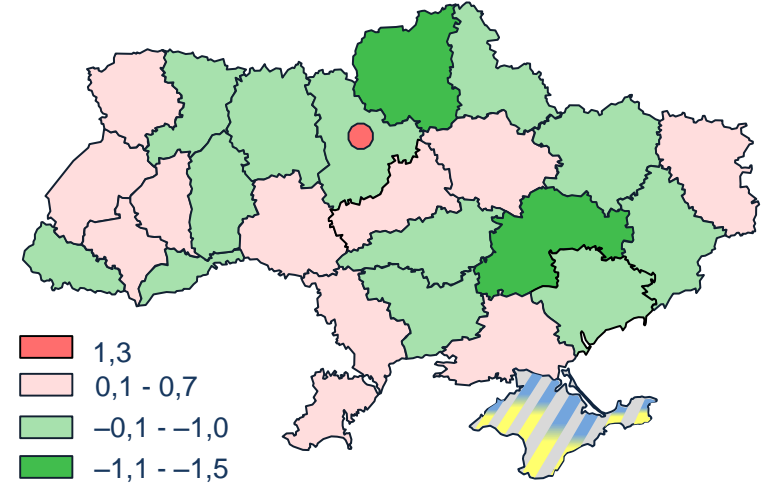 1,3
0,1 - 0,7
–0,1 - –1,0
–1,1 - –1,5